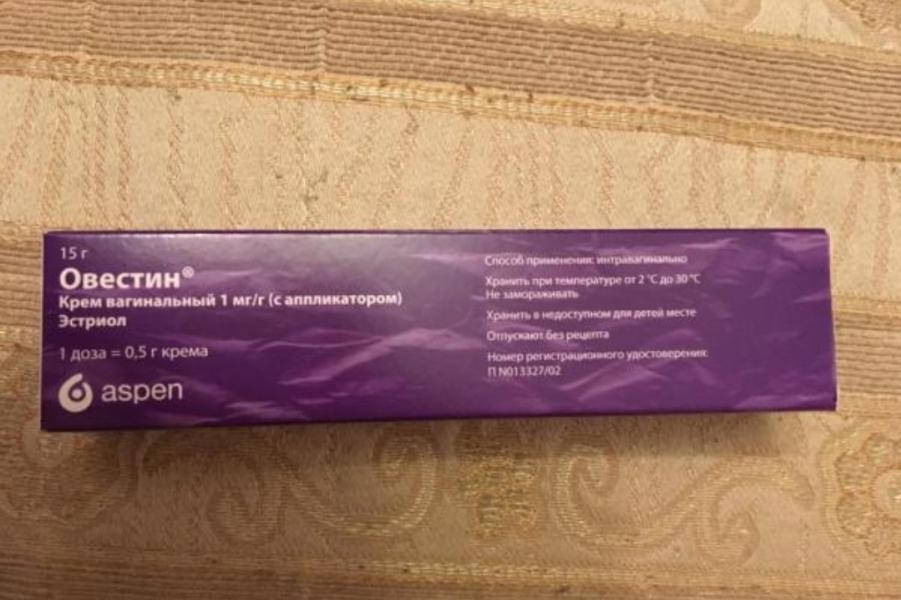 15 г
Овестин®
Крем вагинальный 1 мг/г (с аппликатором)
Эстриол
1 доза = 0,5 г крема
aspen
Способ применения: интравагинально
Хранить при температуре от 2 °С до 30 °С
Не замораживать
Хранить в недоступном для детей месте
Отпускают без рецепта
Номер регистрационного удостоверения:
П N013327/02